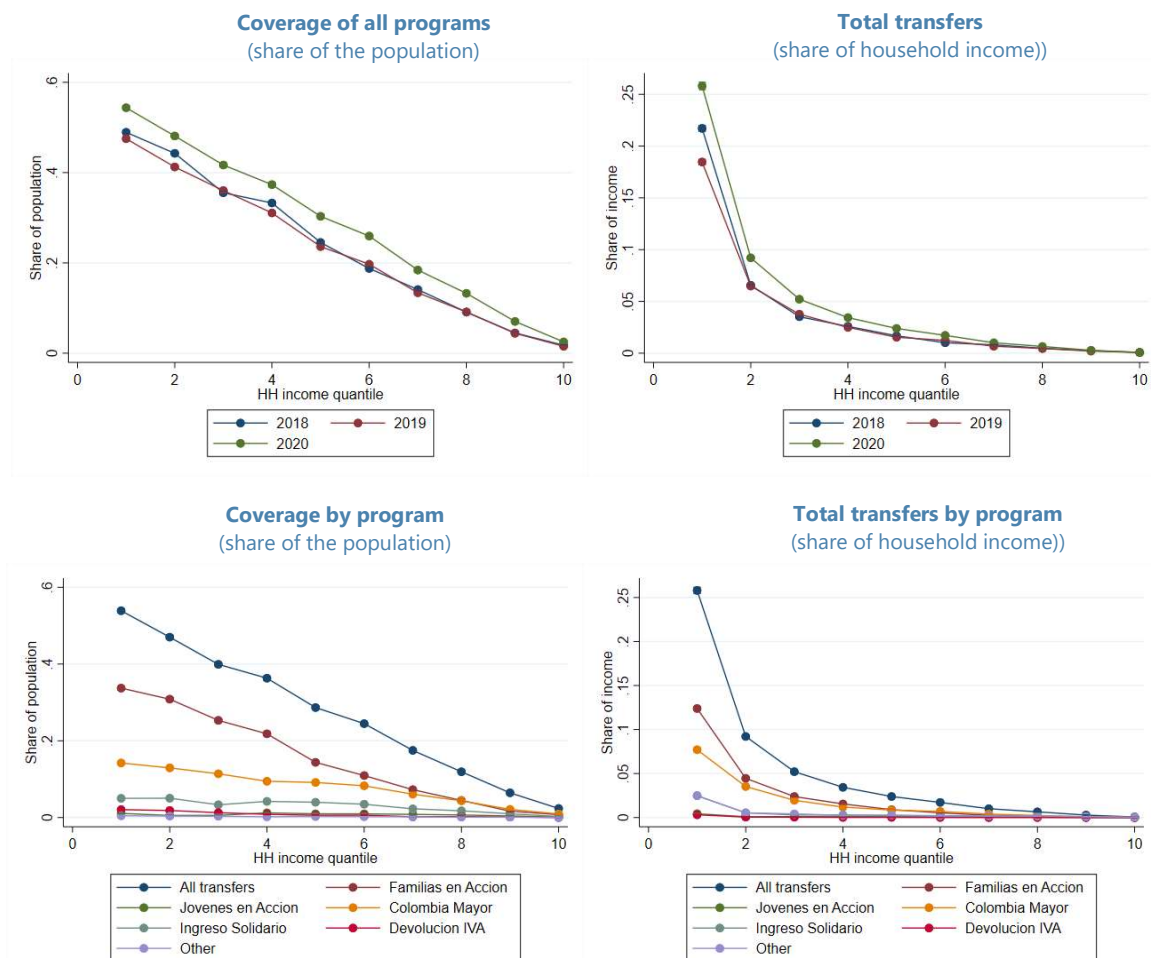 Coverage of all programs
(share of the population)
Share of population
.6
.4
.2
0
0 2 4 6 8 10
HH income quantile
2018 2019
2020
Total transfers
(share of household income))
Share of income
.25
.2
.15
.1
.05
0
0 2 4 6 8 10
HH income quantile
2018 2019
2020
Coverage by program
(share of the population)
Share of population
.6
.4
.2
0
0 2 4 6 8 10
HH income quantile
All transfers Familias en Accion
Jovenes en Accion Colombia Mayor
Ingreso Solidario Devolucion IVA
Other
Total transfers by program
(share of household income))
Share of income
.25
.2
.15
.1
.05
0
0 2 4 6 8 10
HH income quantile
All transfers Familias en Accion
Jovenes en Accion Colombia Mayor
Ingreso Solidario Devolucion IVA
Other